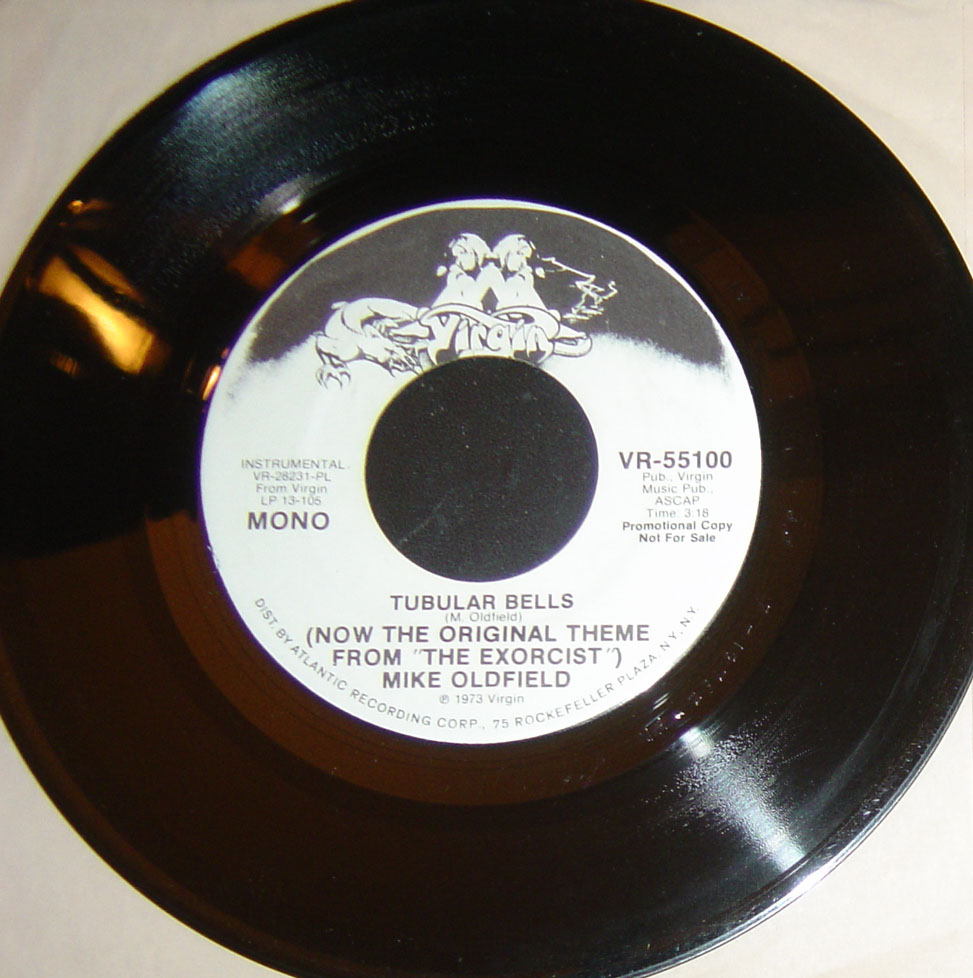 Virgin
INSTRUMENTAL
VR-28231-PL
From Virgin
LP 13-105
MONO
VR-55100
Pub., Virgin
Music Pub.,
ASCAP
Time: 3:18
Promotional Copy
Not For Sale
TUBULAR BELLS
(M. Oldfield)
(NOW THE ORIGINAL THEME
FROM "THE EXORCIST")
MIKE OLDFIELD
℗ 1973 Virgin
DIST. BY ATLANTIC RECORDING CORP., 75 ROCKEFELLER PLAZA, N.Y., N.Y.